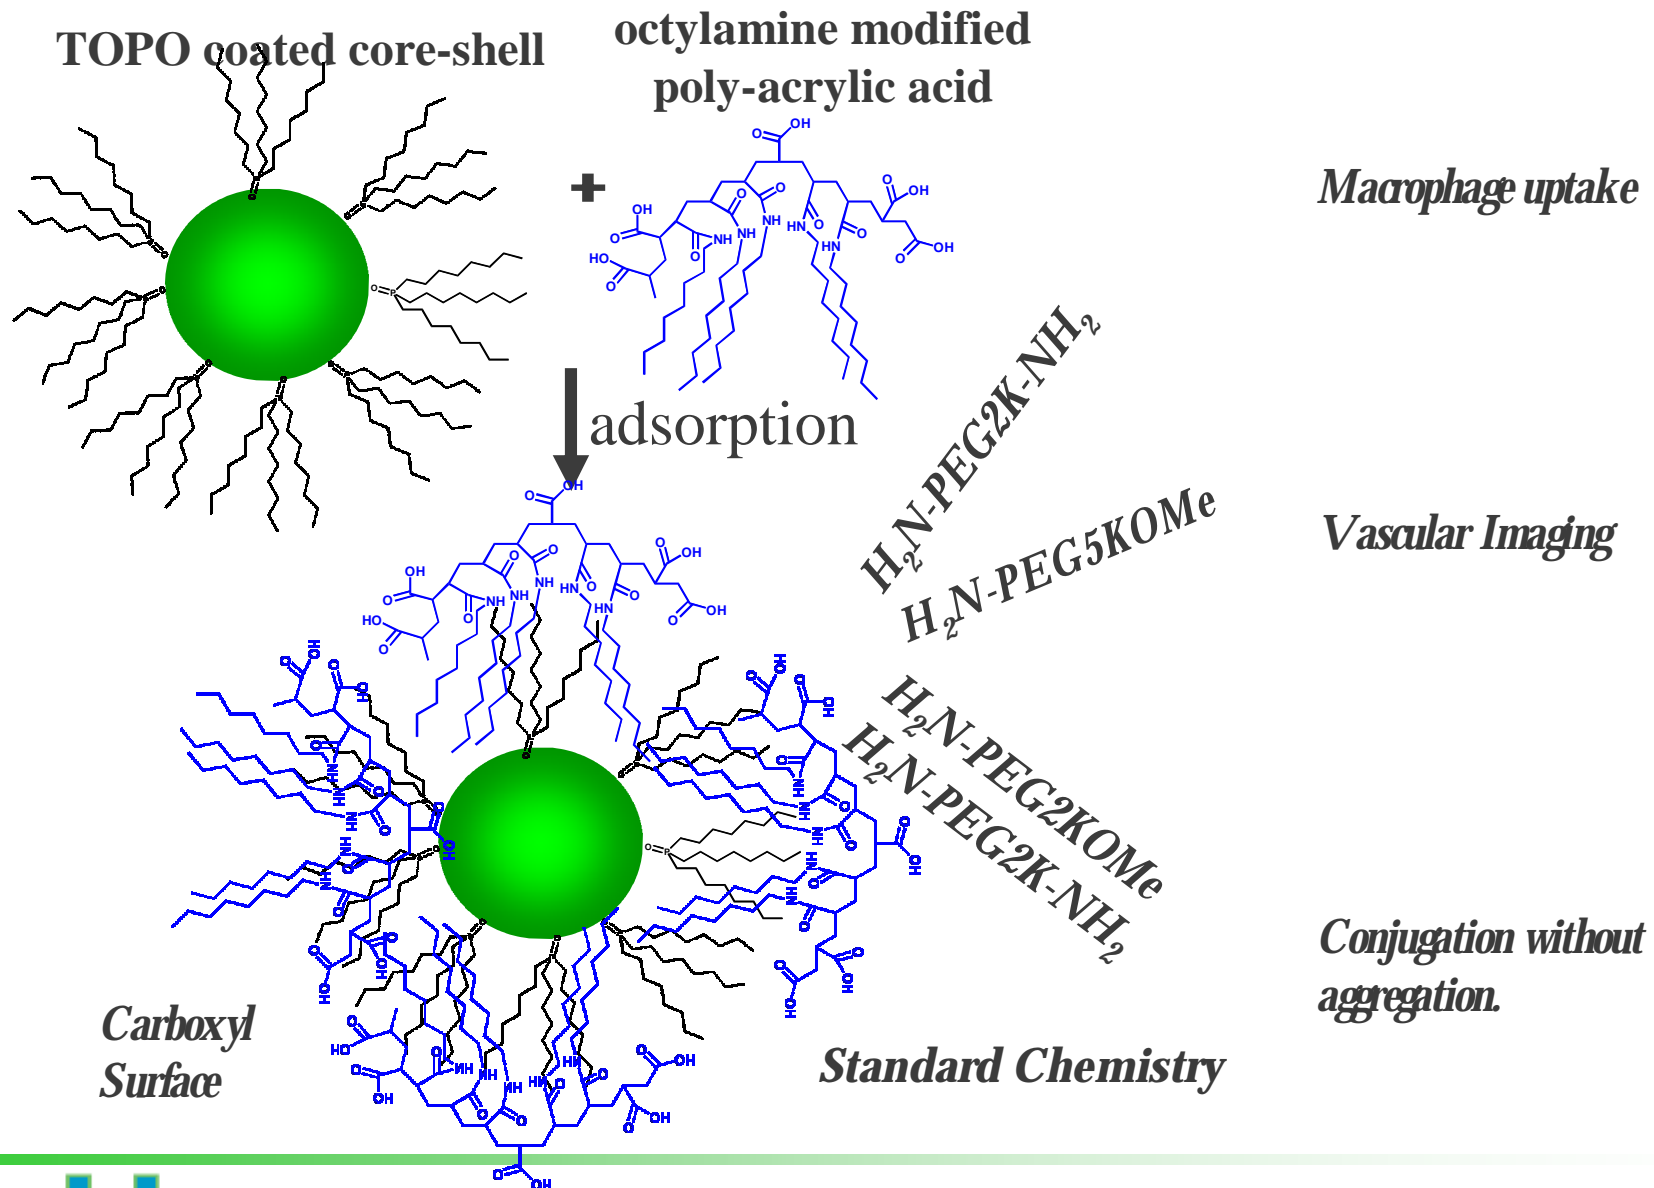 TOPO coated core-shell
octylamine modified
poly-acrylic acid
+
Macrophage uptake
adsorption
H2N-PEG2K-NH2
H2N-PEG5KOMe
Vascular Imaging
H2N-PEG2KOMe
H2N-PEG2K-NH2
Conjugation without
aggregation.
Carboxyl
Surface
Standard Chemistry